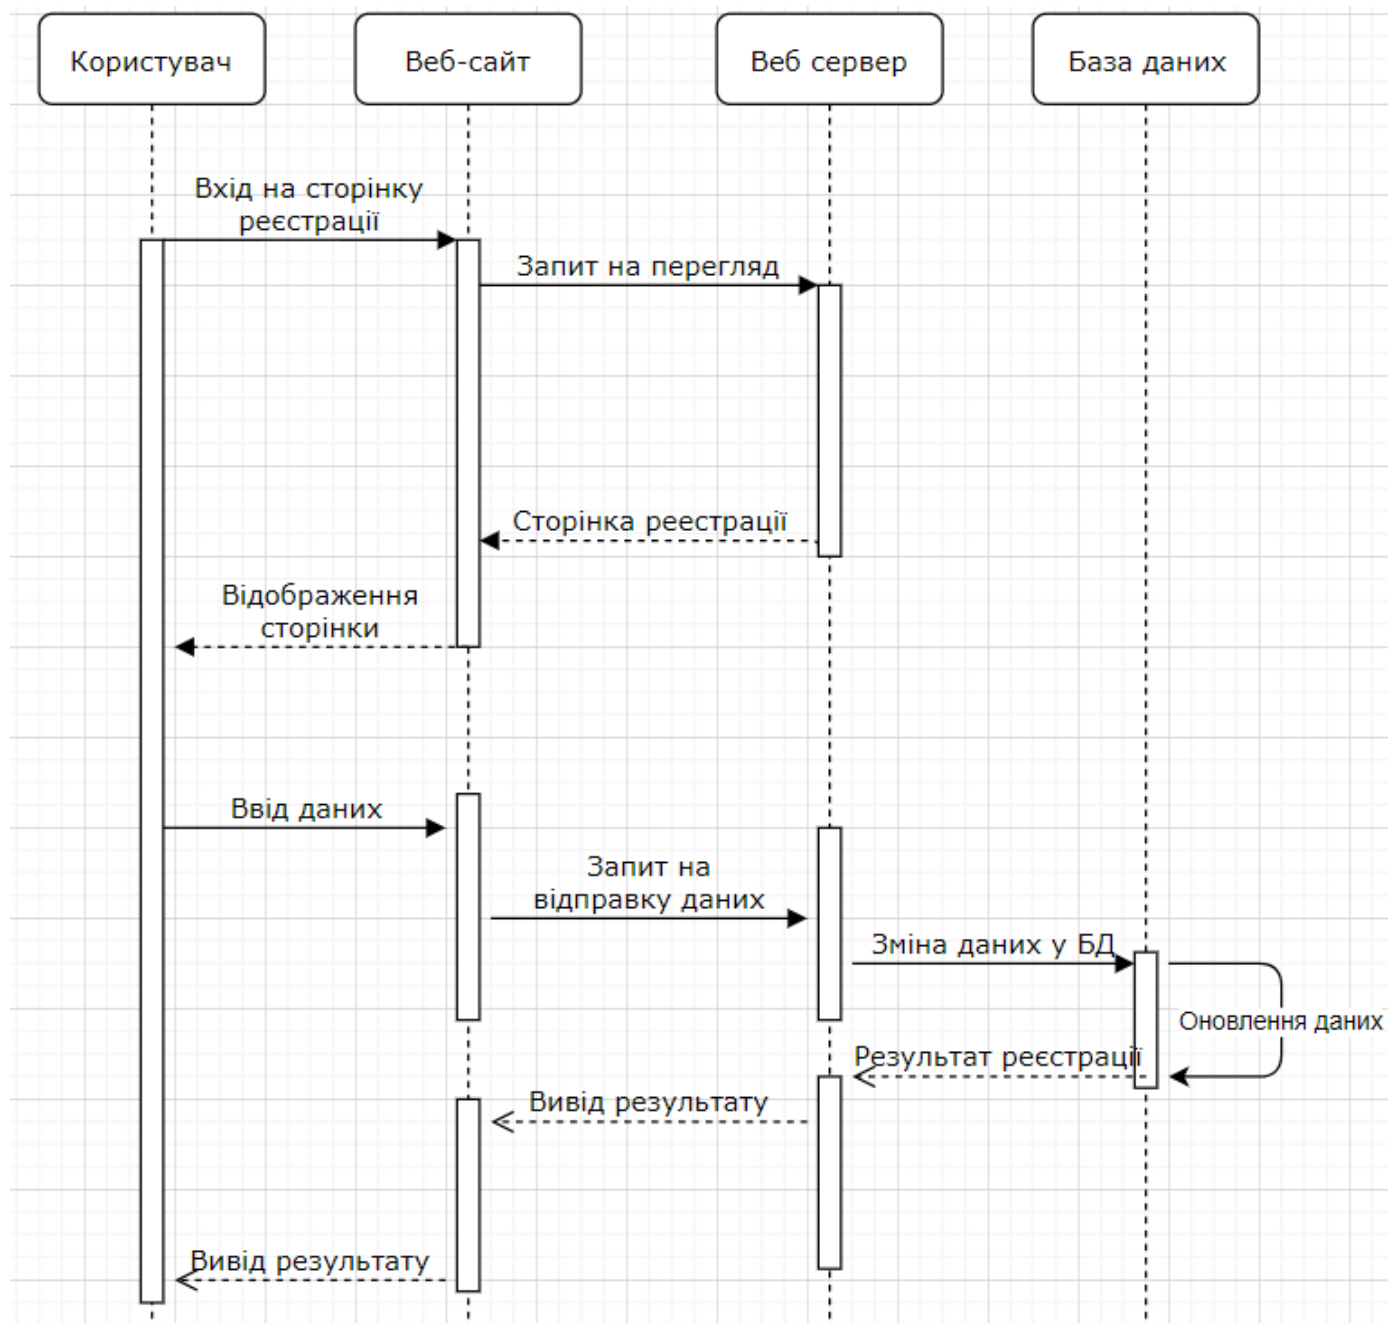 Користувач
Веб-сайт
Веб сервер
База даних
Вхід на сторінку
реєстрації
Запит на перегляд
Сторінка реестрації
Відображення
сторінки
Ввід даних
Запит на
відправку даних
Зміна даних у БД
Оновлення даних
Результат реєстрації
Вивід результату
Вивід результату